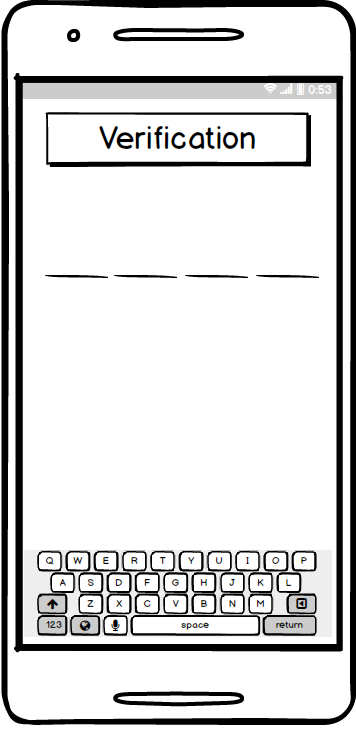 0:53
Verification
Q W E R T Y U I O P
A S D F G H J K L
Z X C V B N M
123 space return